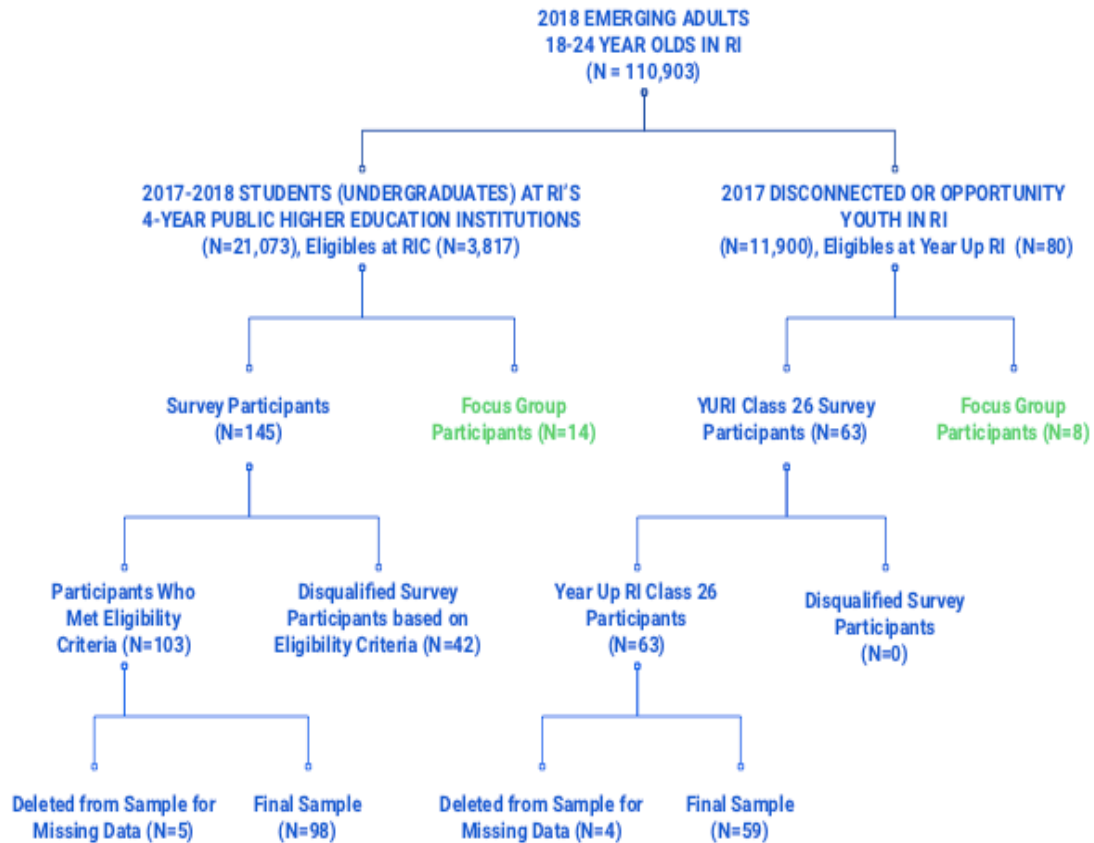 2018 EMERGING ADULTS
18-24 YEAR OLDS IN RI
(N = 110,903)
2017-2018 STUDENTS (UNDERGRADUATES) AT RI'S
4-YEAR PUBLIC HIGHER EDUCATION INSTITUTIONS
(N=21,073), Eligibles at RIC (N=3,817)
2017 DISCONNECTED OR OPPORTUNITY
YOUTH IN RI
(N=11,900), Eligibles at Year Up RI (N=80)
Survey Participants
(N=145)
Focus Group
Participants (N=14)
YURI Class 26 Survey
Participants (N=63)
Focus Group
Participants (N=8)
Participants Who
Met Eligibility
Criteria (N=103)
Disqualified Survey
Participants based on
Eligibility Criteria (N=42)
Year Up RI Class 26
Participants
(N=63)
Disqualified Survey
Participants
(N=0)
Deleted from Sample for
Missing Data (N=5)
Final Sample
(N=98)
Deleted from Sample for
Missing Data (N=4)
Final Sample
(N=59)